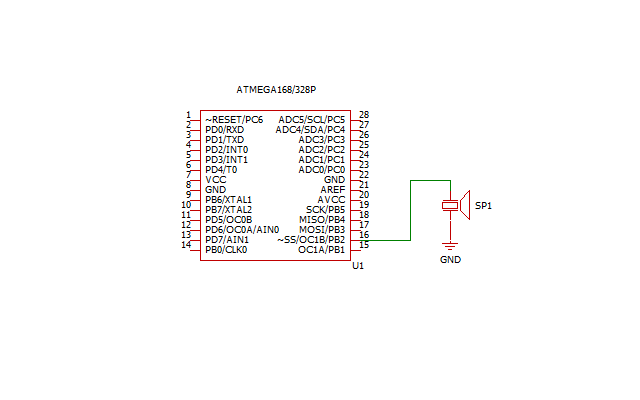 ATMEGA168/328P
1 ~RESET/PC6 ADC5/SCL/PC5 28
2 PD0/RXD ADC4/SDA/PC4 27
3 PD1/TXD ADC3/PC3 26
4 PD2/INT0 ADC2/PC2 25
5 PD3/INT1 ADC1/PC1 24
6 PD4/T0 ADC0/PC0 23
7 VCC GND 22
8 GND AREF 21
9 PB6/XTAL1 AVCC 20
10 PB7/XTAL2 SCK/PB5 19
11 PD5/OC0B MISO/PB4 18
12 PD6/OC0A/AIN0 MOSI/PB3 17
13 PD7/AIN1 ~SS/OC1B/PB2 16
14 PB0/CLK0 OC1A/PB1 15
U1
SP1
GND